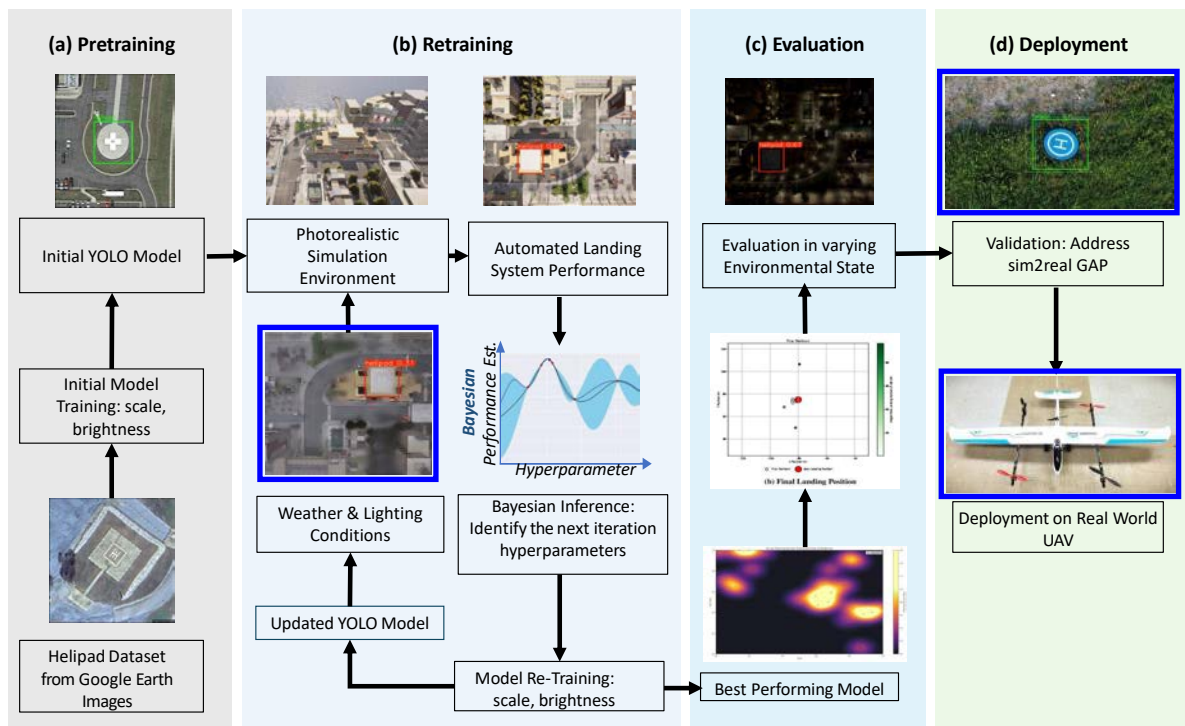 (a) Pretraining
Initial YOLO Model
Initial Model
Training: scale,
brightness
Helipad Dataset
from Google Earth
Images
(b) Retraining
Photorealistic
Simulation
Environment
Automated Landing
System Performance
Bayesian
Performance Est.
Hyperparameter
Weather & Lighting
Conditions
Bayesian Inference:
Identify the next iteration
hyperparameters
Updated YOLO Model
Model Re-Training:
scale, brightness
(c) Evaluation
Evaluation in varying
Environmental State
(b) Final Landing Position
Best Performing Model
(d) Deployment
H
Validation: Address
sim2real GAP
Deployment on Real World
UAV